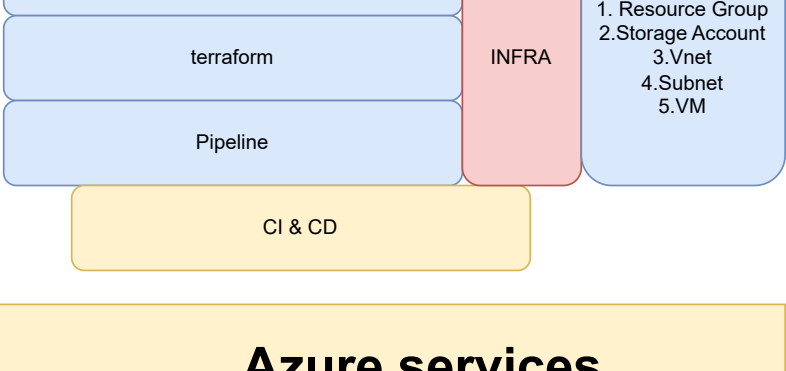 1. Resource Group
2.Storage Account
terraform
INFRA
3.Vnet
4.Subnet
5.VM
Pipeline
CI & CD
Azure services